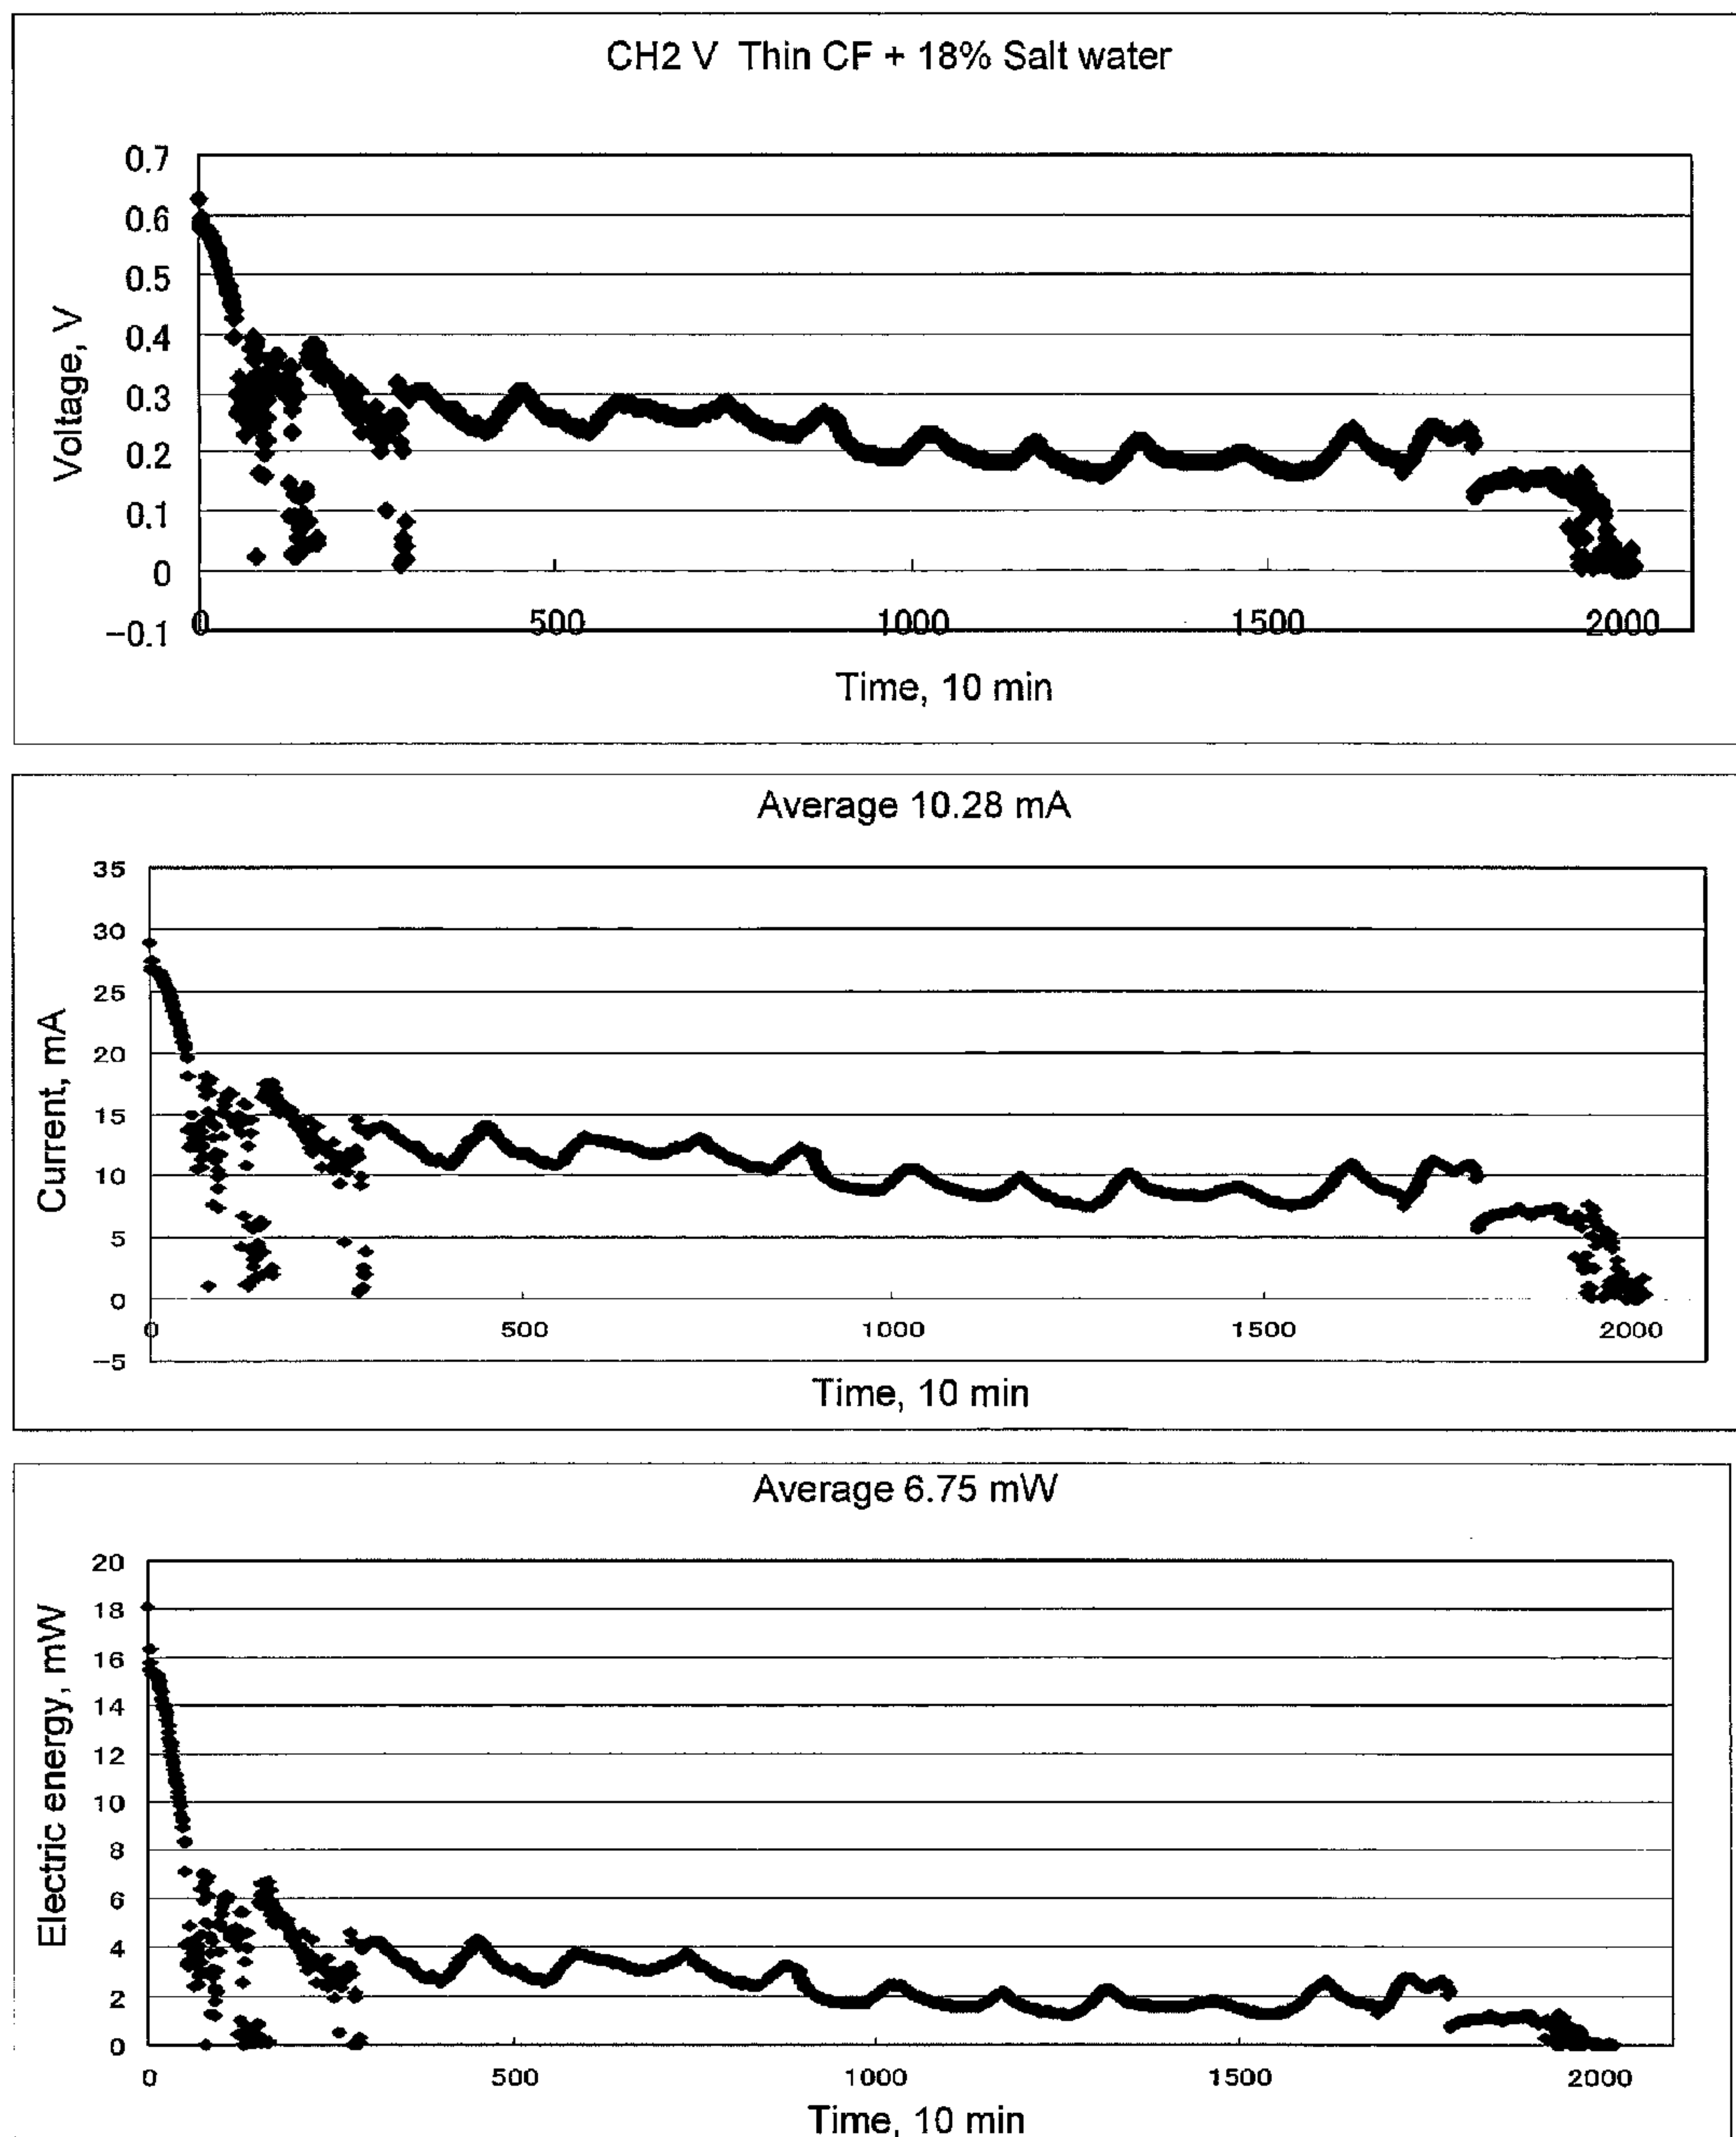 CH2 V Thin CF + 18% Salt water
0.7
0.6
0.5
0.4
0.3
0.2
0.1
0
−0.1
Voltage, V
0 500 1000 1500 2000
Time, 10 min
Average 10.28 mA
35
30
25
20
15
10
5
0
−5
Current, mA
0 500 1000 1500 2000
Time, 10 min
Average 6.75 mW
20
18
16
14
12
10
8
6
4
2
0
Electric energy, mW
0 500 1000 1500 2000
Time, 10 min